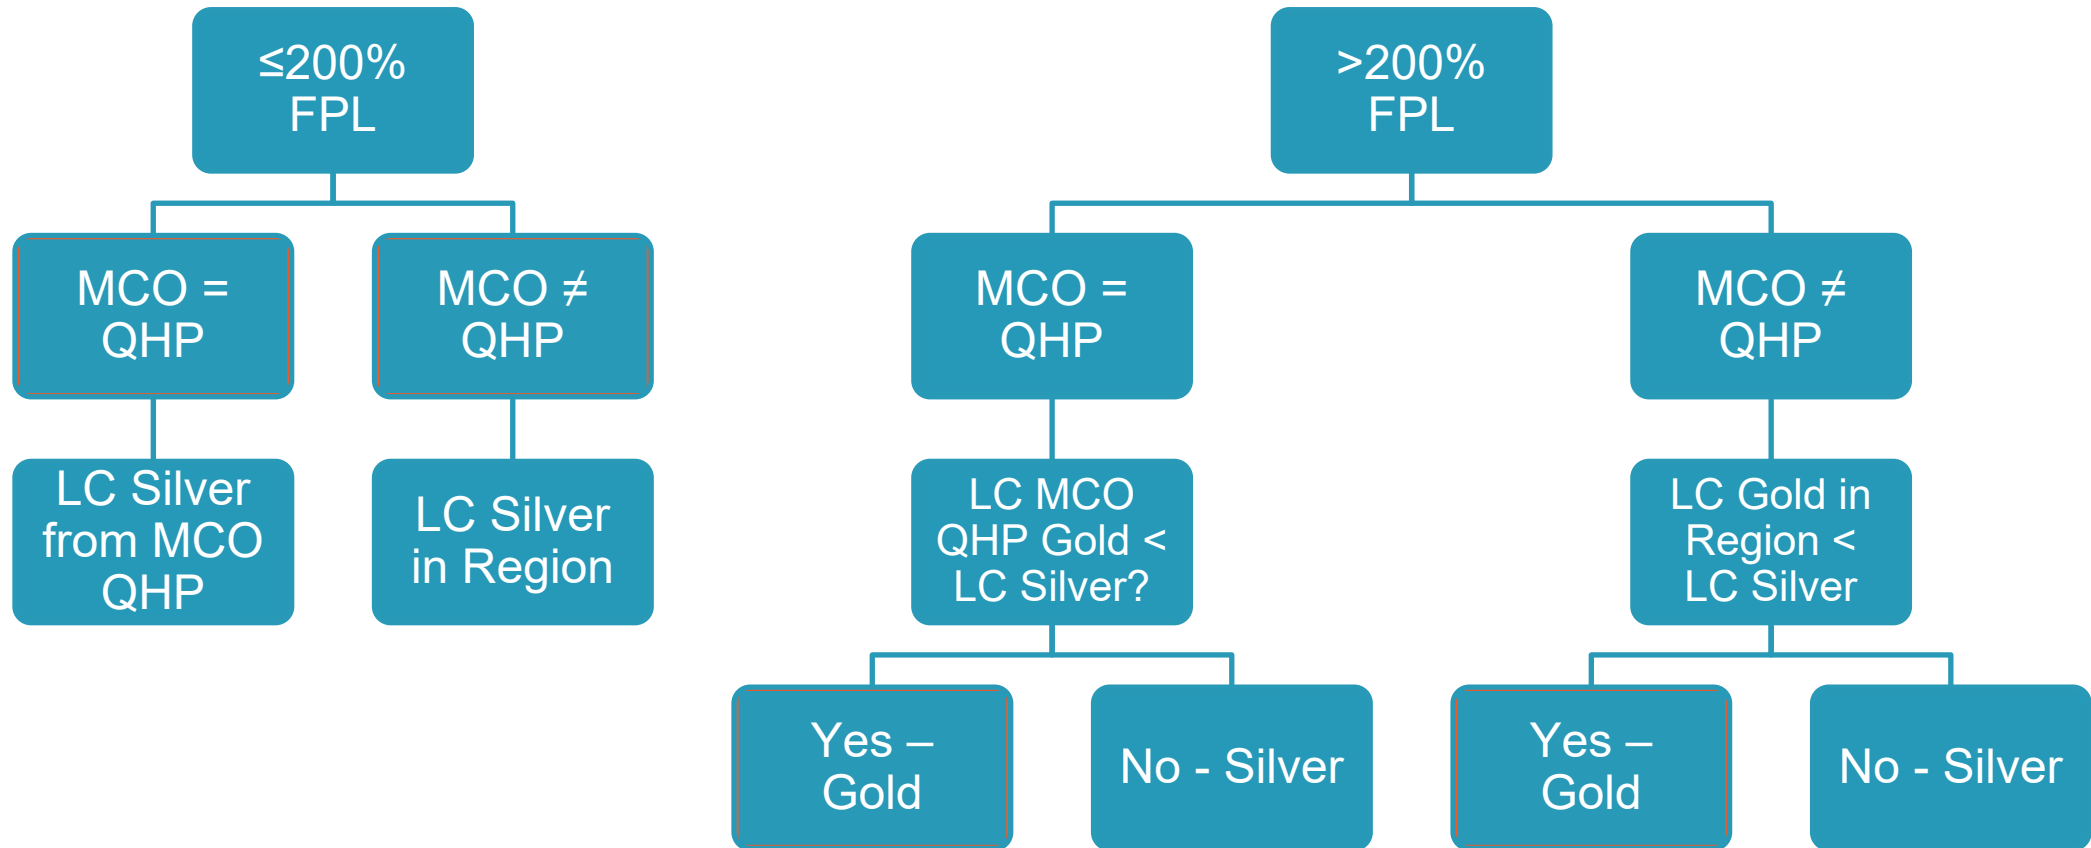 ≤200%
FPL
>200%
FPL
MCO =
QHP
MCO ≠
QHP
MCO =
QHP
MCO ≠
QHP
LC Silver
from MCO
QHP
LC Silver
in Region
LC MCO
QHP Gold <
LC Silver?
LC Gold in
Region <
LC Silver
Yes –
Gold
No - Silver
Yes –
Gold
No - Silver